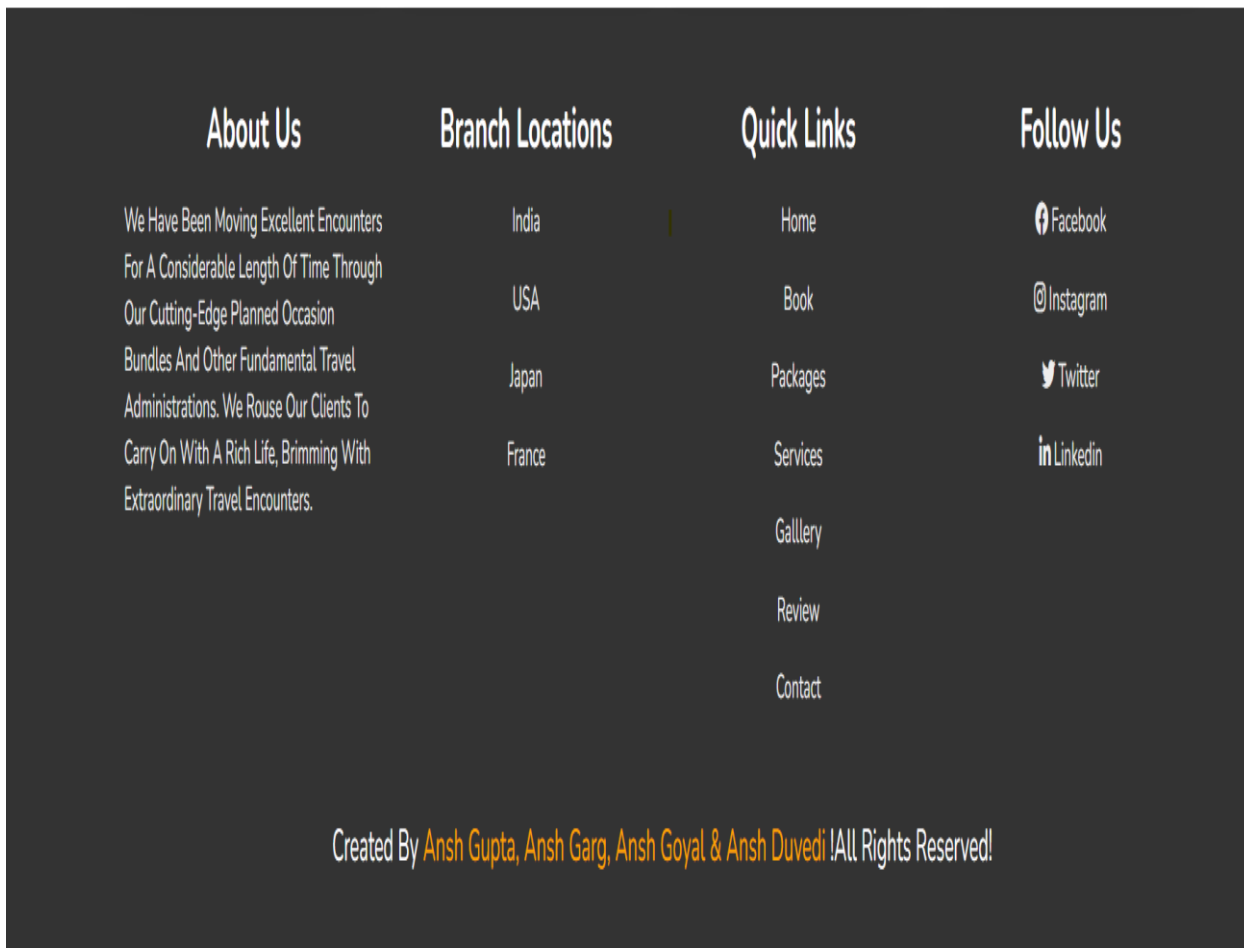 About Us
We Have Been Moving Excellent Encounters
For A Considerable Length Of Time Through
Our Cutting-Edge Planned Occasion
Bundles And Other Fundamental Travel
Administrations. We Rouse Our Clients To
Carry On With A Rich Life, Brimming With
Extraordinary Travel Encounters.
Branch Locations
India
USA
Japan
France
Quick Links
Home
Book
Packages
Services
Galllery
Review
Contact
Follow Us
Facebook
Instagram
Twitter
in Linkedin
Created By Ansh Gupta, Ansh Garg, Ansh Goyal & Ansh Duvedi !All Rights Reserved!